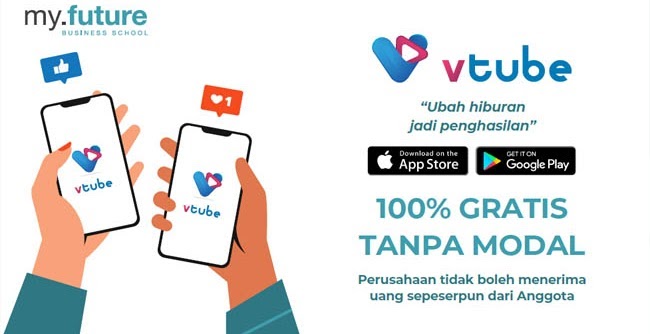 my.future
BUSINESS SCHOOL
1
vtube
vtube
vtube
“Ubah hiburan
jadi penghasilan”
Download on the
App Store
GET IT ON
Google Play
100% GRATIS
TANPA MODAL
Perusahaan tidak boleh menerima
uang sepeserpun dari Anggota